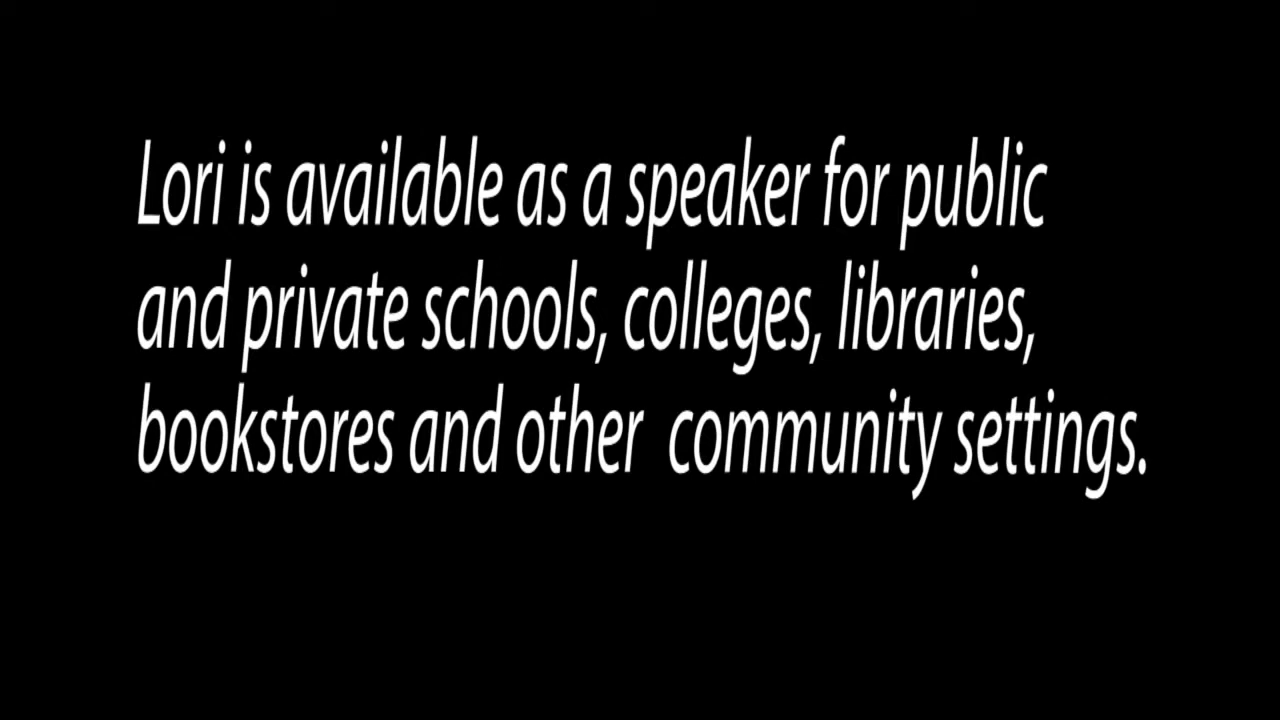 Lori is available as a speaker for public
and private schools, colleges, libraries,
bookstores and other  community settings.